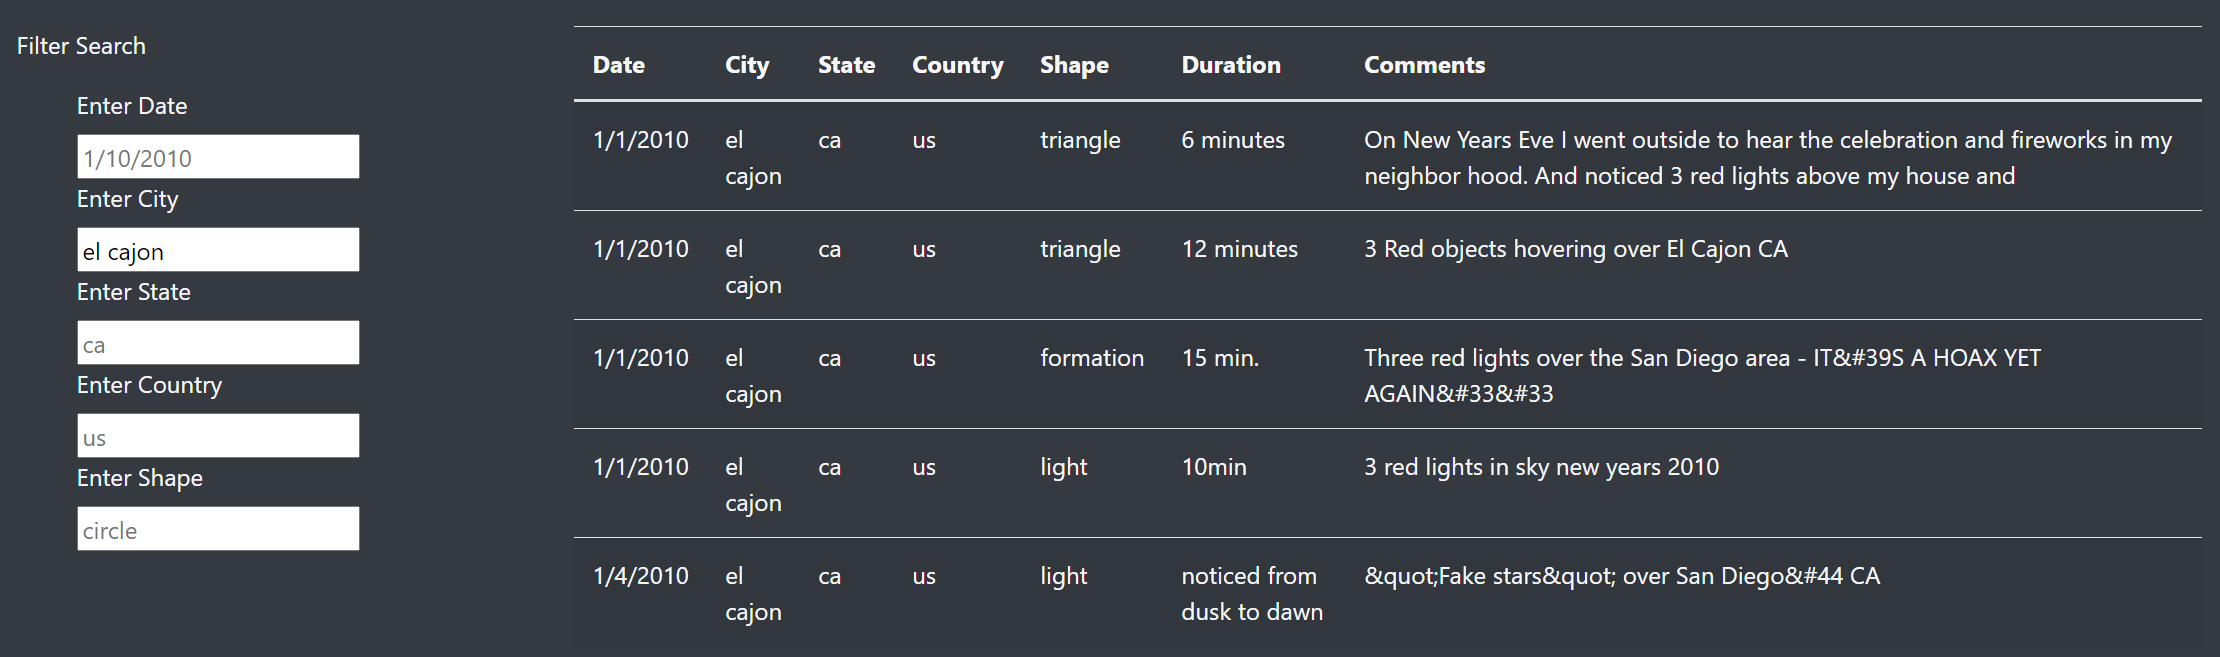 Filter Search
Enter Date
1/10/2010
Enter City
el cajon
Enter State
ca
Enter Country
us
Enter Shape
circle
Date City State Country Shape Duration Comments
1/1/2010 el ca us triangle 6 minutes On New Years Eve I went outside to hear the celebration and fireworks in my
cajon neighbor hood. And noticed 3 red lights above my house and
1/1/2010 el ca us triangle 12 minutes 3 Red objects hovering over El Cajon CA
cajon
1/1/2010 el ca us formation 15 min. Three red lights over the San Diego area - IT&#39S A HOAX YET
cajon AGAIN&#33&#33
1/1/2010 el ca us light 10min 3 red lights in sky new years 2010
cajon
1/4/2010 el ca us light noticed from &quot;Fake stars&quot; over San Diego&#44 CA
cajon dusk to dawn